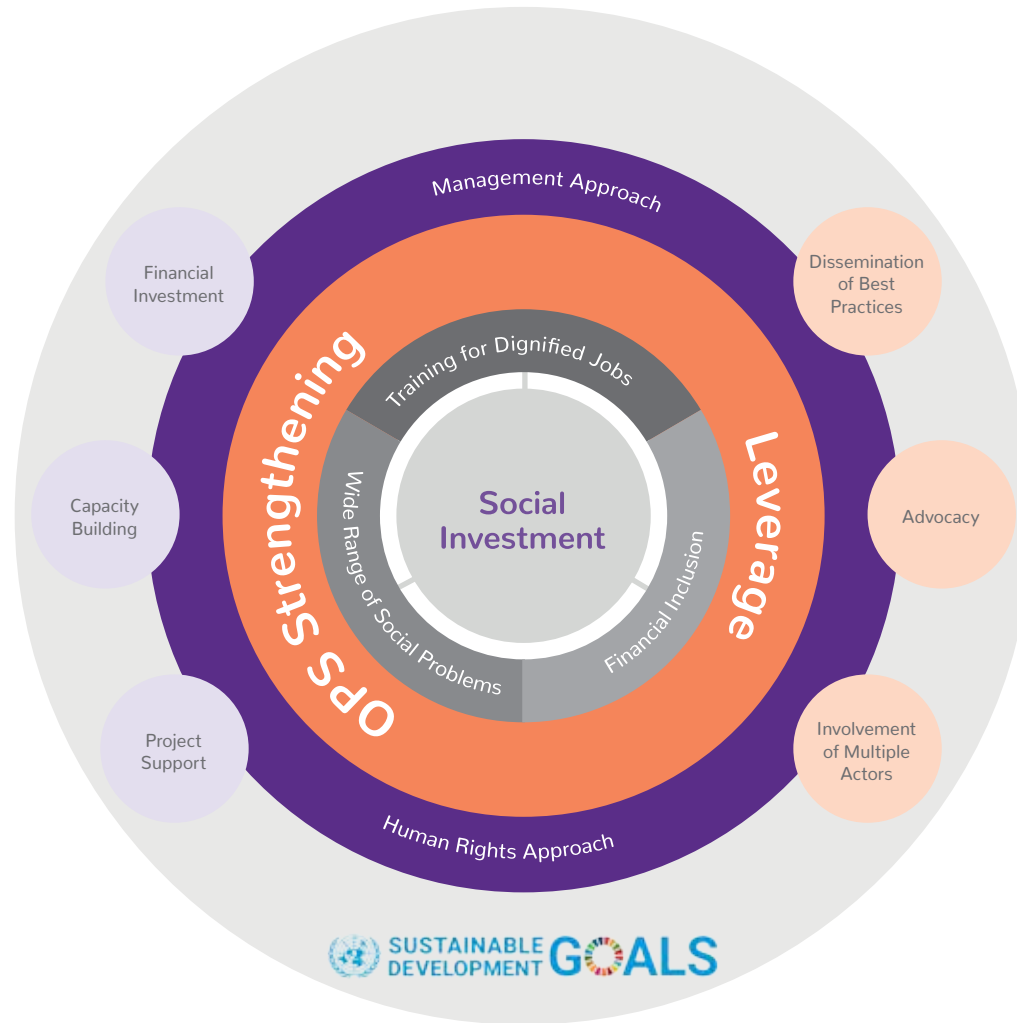 Management Approach
Financial
Investment
Dissemination
of Best
Practices
OPS Strengthening
Training for Dignified Jobs
Leverage
Wide Range of Social Problems
Social
Investment
Financial Inclusion
Capacity
Building
Advocacy
Project
Support
Involvement
of Multiple
Actors
Human Rights Approach
SUSTAINABLE
DEVELOPMENT
GOALS